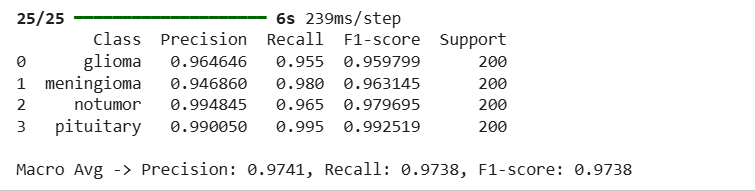 25/25 ━━━━━━━━━━━━━━━━━━━━ 6s 239ms/step
Class Precision Recall F1-score Support
0 glioma 0.964646 0.955 0.959799 200
1 meningioma 0.946860 0.980 0.963145 200
2 notumor 0.994845 0.965 0.979695 200
3 pituitary 0.990050 0.995 0.992519 200
Macro Avg -> Precision: 0.9741, Recall: 0.9738, F1-score: 0.9738